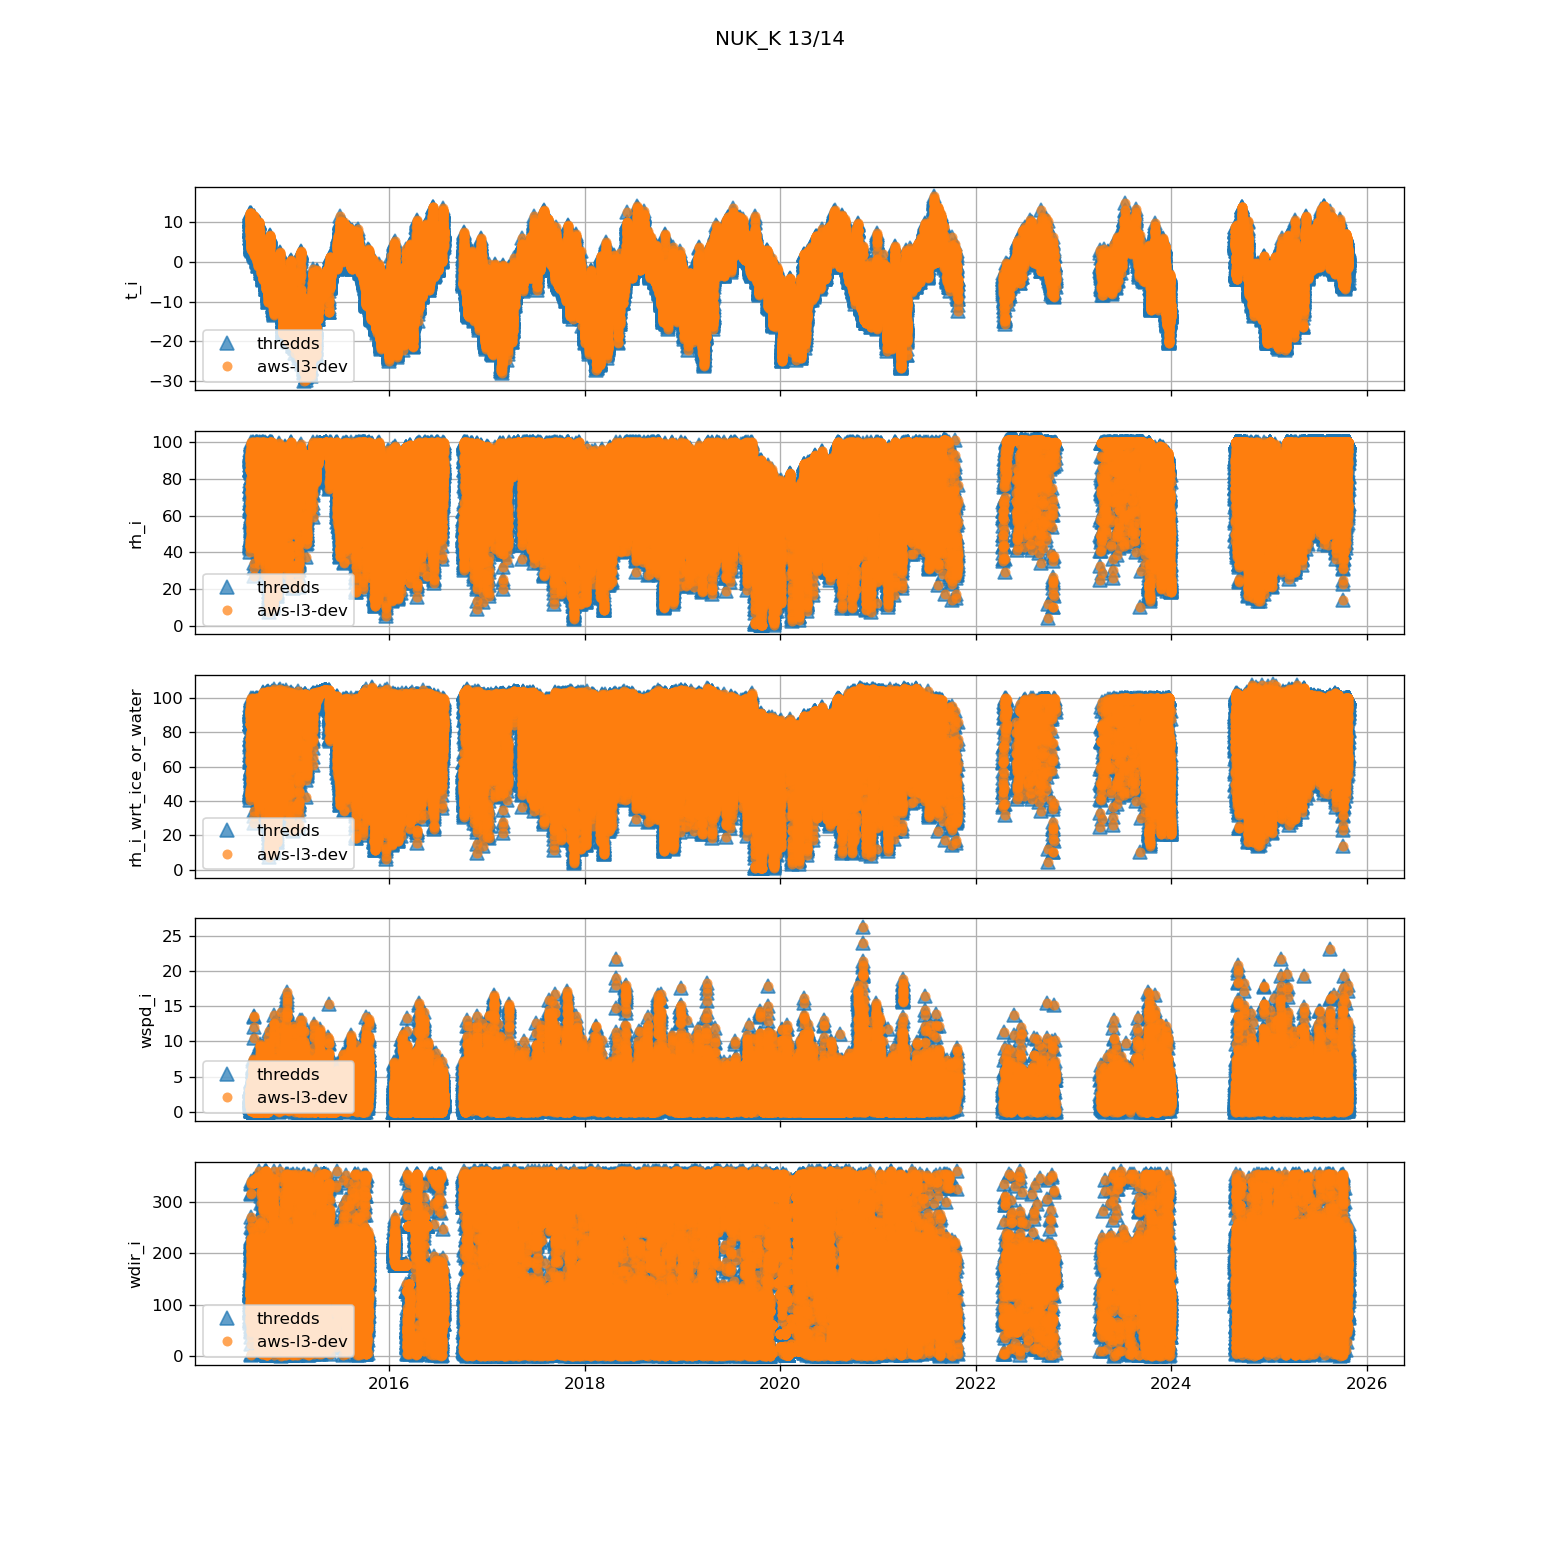 NUK_K 13/14
t_i
10
0
−10
−20
−30
thredds
aws-l3-dev
rh_i
100
80
60
40
20
0
thredds
aws-l3-dev
rh_i_wrt_ice_or_water
100
80
60
40
20
0
thredds
aws-l3-dev
wspd_i
25
20
15
10
5
0
thredds
aws-l3-dev
wdir_i
300
200
100
0
thredds
aws-l3-dev
2016 2018 2020 2022 2024 2026